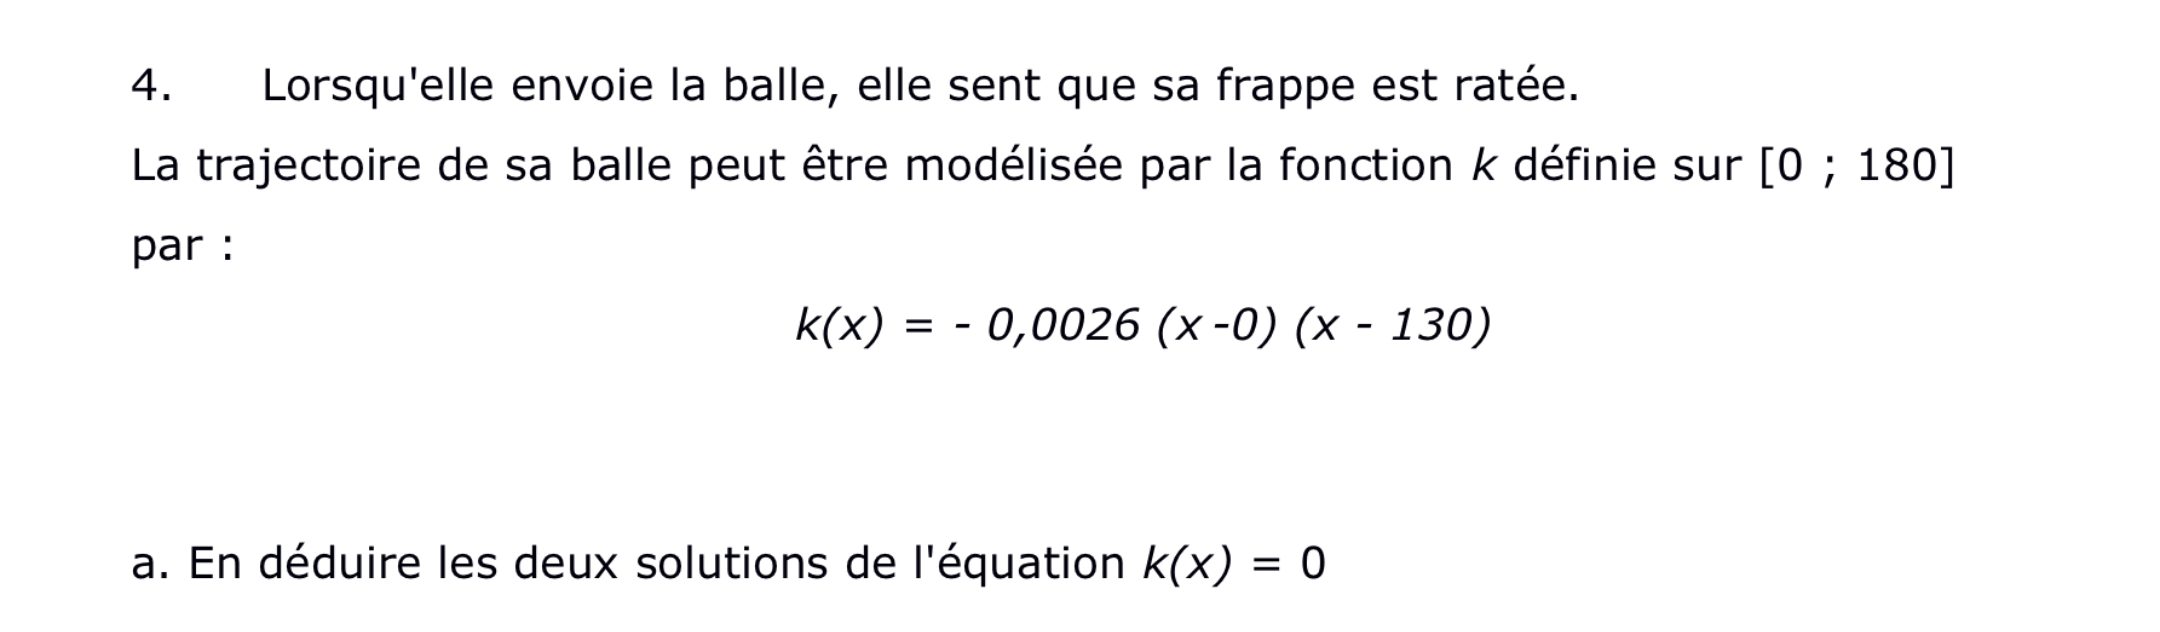 4. Lorsqu'elle envoie la balle, elle sent que sa frappe est ratée.
La trajectoire de sa balle peut être modélisée par la fonction k définie sur [0 ; 180]
par :
k(x) = - 0,0026 (x -0) (x - 130)
a. En déduire les deux solutions de l'équation k(x) = 0